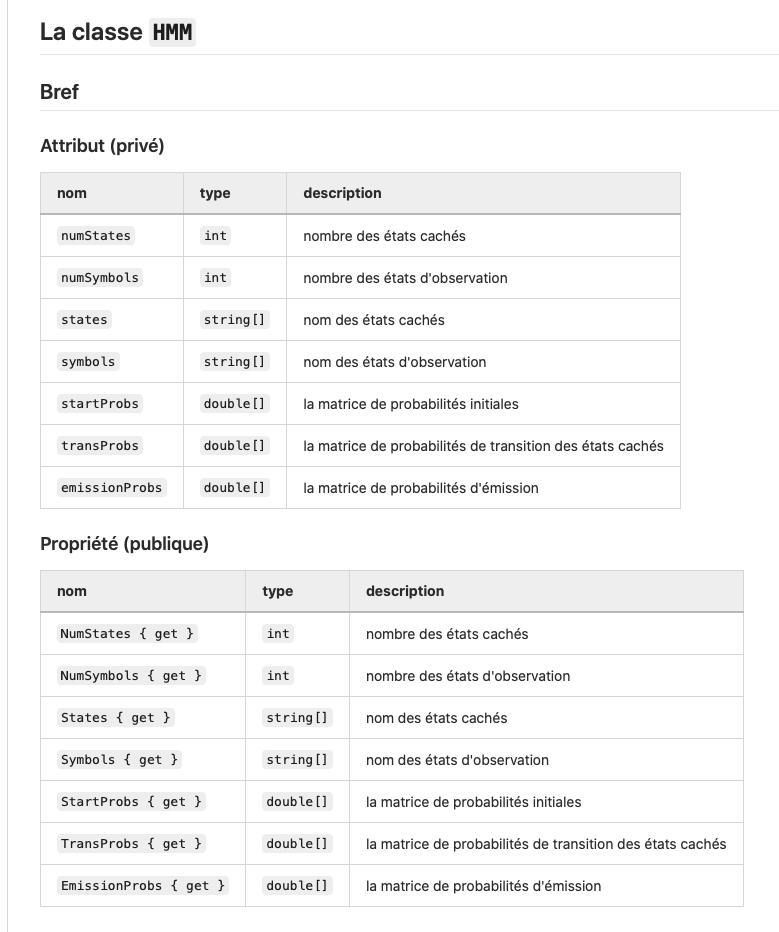 La classe HMM
Bref
Attribut (privé)
nom type description
numStates int nombre des états cachés
numSymbols int nombre des états d'observation
states string[] nom des états cachés
symbols string[] nom des états d'observation
startProbs double[] la matrice de probabilités initiales
transProbs double[] la matrice de probabilités de transition des états cachés
emissionProbs double[] la matrice de probabilités d'émission
Propriété (publique)
nom type description
NumStates { get } int nombre des états cachés
NumSymbols { get } int nombre des états d'observation
States { get } string[] nom des états cachés
Symbols { get } string[] nom des états d'observation
StartProbs { get } double[] la matrice de probabilités initiales
TransProbs { get } double[] la matrice de probabilités de transition des états cachés
EmissionProbs { get } double[] la matrice de probabilités d'émission